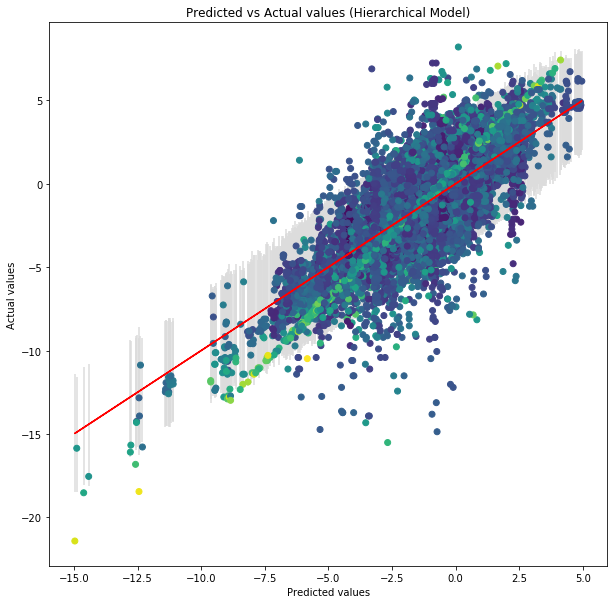 Predicted vs Actual values (Hierarchical Model)
5
0
−5
−10
−15
−20
Actual values
−15.0 −12.5 −10.0 −7.5 −5.0 −2.5 0.0 2.5 5.0
Predicted values